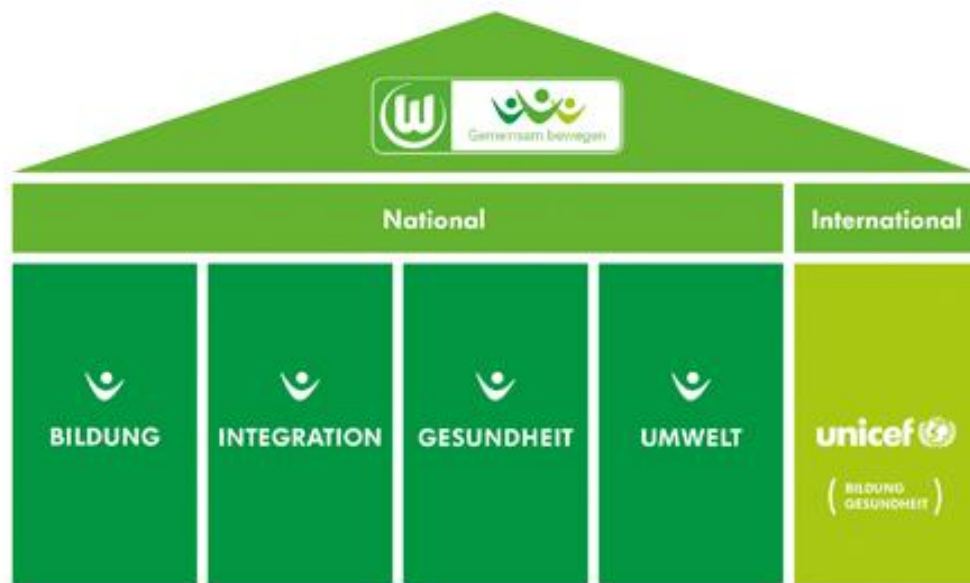 W
Gemeinsam bewegen
National
International
BILDUNG
INTEGRATION
GESUNDHEIT
UMWELT
unicef
( BILDUNG
GESUNDHEIT )